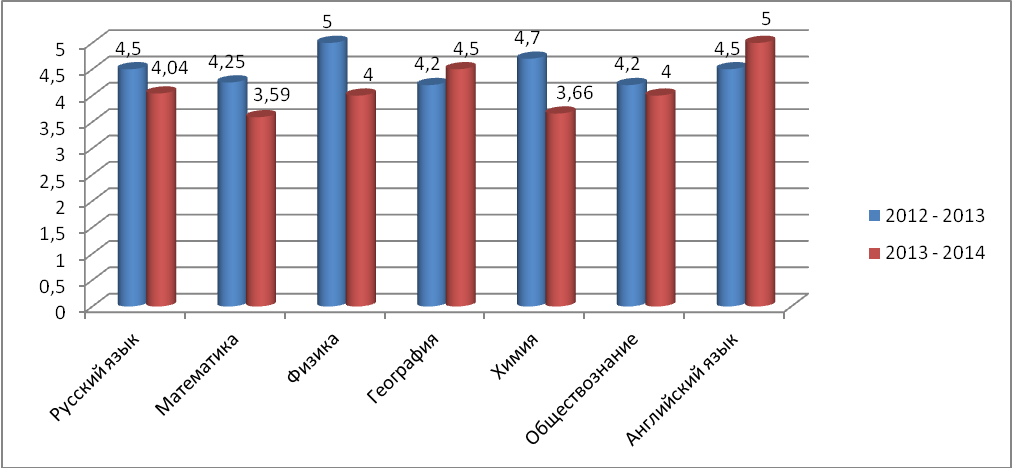 5
4,5
4
3,5
3
2,5
2
1,5
1
0,5
0
4,5
4,04
4,25
3,59
5
4
4,2
4,5
4,7
3,66
4,2
4
4,5
5
Русский язык
Математика
Физика
География
Химия
Обществознание
Английский язык
2012 - 2013
2013 - 2014